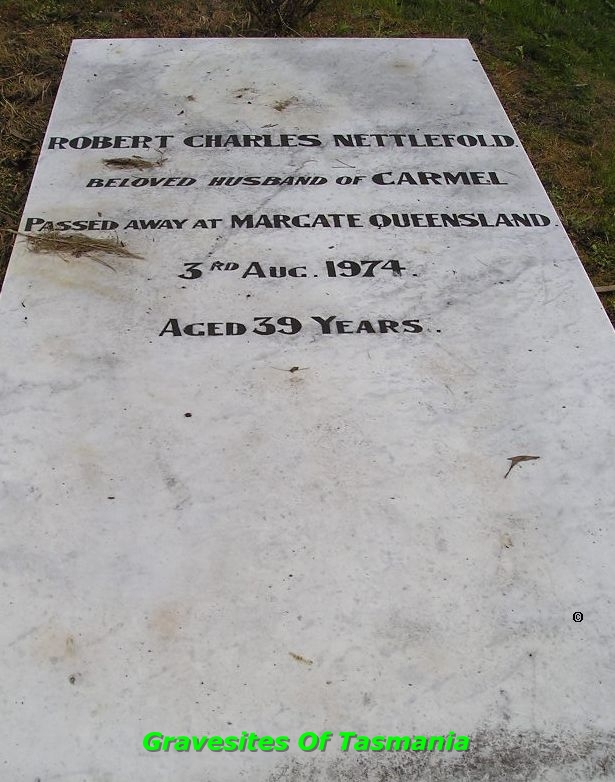 ROBERT CHARLES NETTLEFOLD.
BELOVED HUSBAND OF CARMEL
PASSED AWAY AT MARGATE QUEENSLAND.
3RD AUG. 1974.
AGED 39 YEARS.
©
Gravesites Of Tasmania